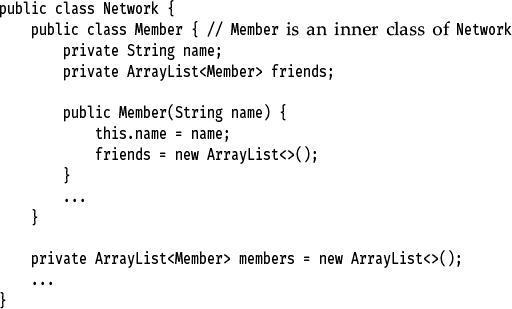 public class Network {
    public class Member { // Member is an inner class of Network
        private String name;
        private ArrayList<Member> friends;

        public Member(String name) {
            this.name = name;
            friends = new ArrayList<>();
        }
        ...
    }

    private ArrayList<Member> members = new ArrayList<>();
    ...
}